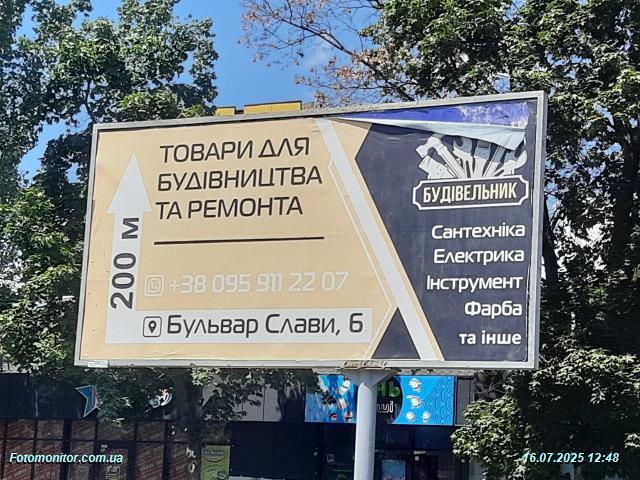 ТОВАРИ ДЛЯ
БУДІВНИЦТВА
ТА РЕМОНТА
200 м
+38 095 911 22 07
Бульвар Слави, 6
БУДІВЕЛЬНИК
Сантехніка
Електрика
Інструмент
Фарба
та інше
Fotomonitor.com.ua
16.07.2025 12:48